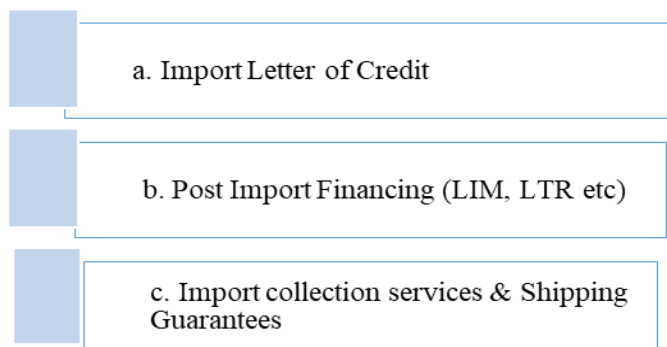 a. Import Letter of Credit
b. Post Import Financing (LIM, LTR etc)
c. Import collection services & Shipping
Guarantees